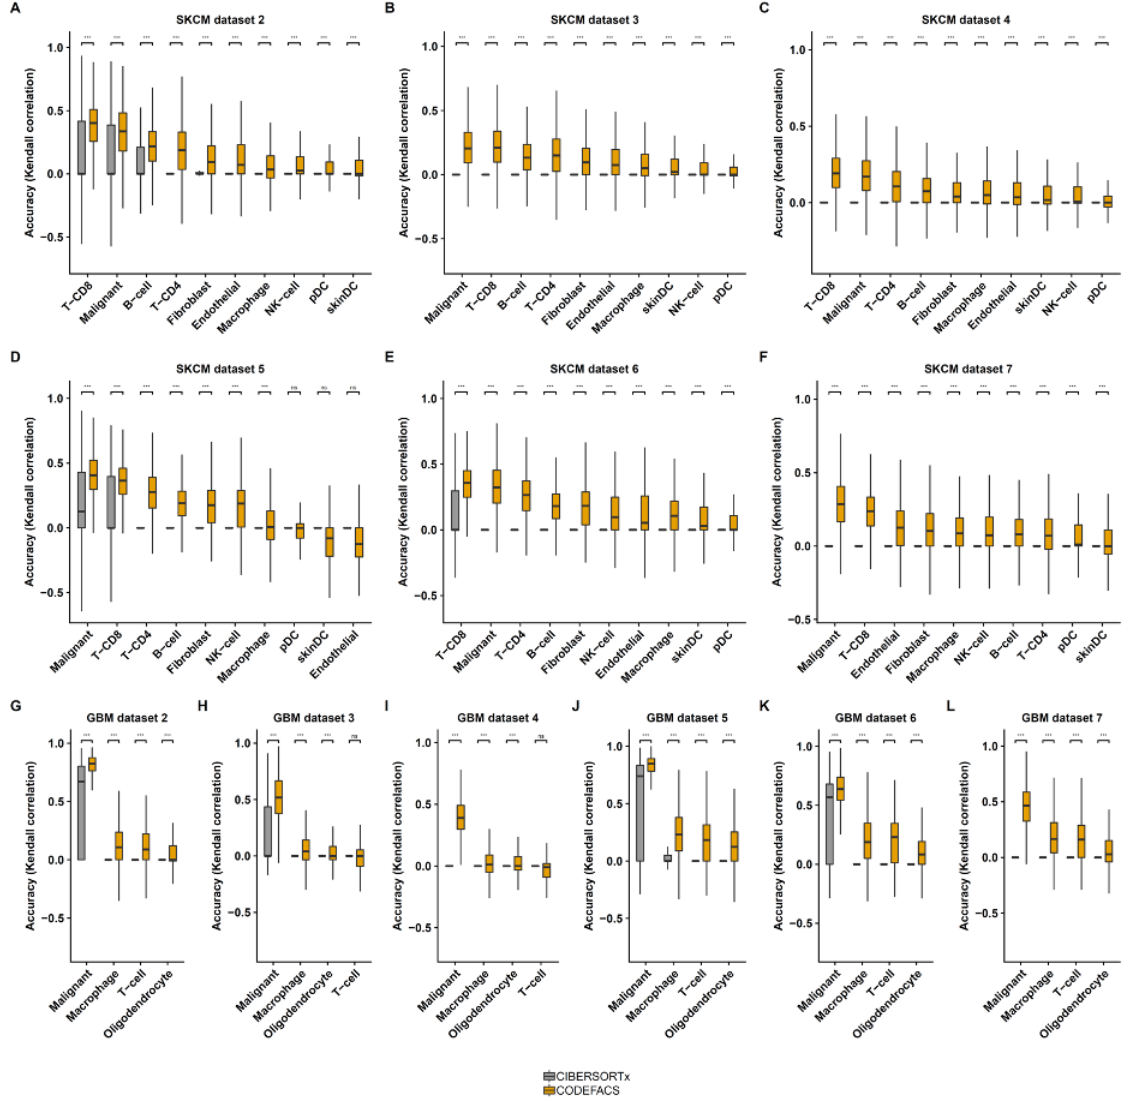 A
SKCM dataset 2
*** *** *** *** *** *** *** *** *** ***
Accuracy (Kendall correlation)
1.0
0.5
0.0
−0.5
T−CD8
Malignant
B−cell
T−CD4
Fibroblast
Endothelial
Macrophage
NK−cell
pDC
skinDC
B
SKCM dataset 3
*** *** *** *** *** *** *** *** *** ***
Accuracy (Kendall correlation)
1.0
0.5
0.0
−0.5
Malignant
T−CD8
B−cell
T−CD4
Fibroblast
Endothelial
Macrophage
skinDC
NK−cell
pDC
C
SKCM dataset 4
*** *** *** *** *** *** *** *** *** ***
Accuracy (Kendall correlation)
1.0
0.5
0.0
T−CD8
Malignant
T−CD4
B−cell
Fibroblast
Macrophage
Endothelial
skinDC
NK−cell
pDC
D
SKCM dataset 5
*** *** *** *** *** *** *** ns ns ns
Accuracy (Kendall correlation)
1.0
0.5
0.0
−0.5
Malignant
T−CD8
T−CD4
B−cell
Fibroblast
NK−cell
Macrophage
pDC
skinDC
Endothelial
E
SKCM dataset 6
*** *** *** *** *** *** *** *** *** ***
Accuracy (Kendall correlation)
1.0
0.5
0.0
−0.5
T−CD8
Malignant
T−CD4
B−cell
Fibroblast
NK−cell
Endothelial
Macrophage
skinDC
pDC
F
SKCM dataset 7
*** *** *** *** *** *** *** *** *** ***
Accuracy (Kendall correlation)
1.0
0.5
0.0
−0.5
Malignant
T−CD8
Endothelial
Fibroblast
Macrophage
NK−cell
B−cell
T−CD4
pDC
skinDC
G
GBM dataset 2
*** *** *** ***
Accuracy (Kendall correlation)
1.0
0.5
0.0
−0.5
Malignant
Macrophage
T−cell
Oligodendrocyte
H
GBM dataset 3
*** *** *** ns
Accuracy (Kendall correlation)
1.0
0.5
0.0
−0.5
Malignant
Macrophage
Oligodendrocyte
T−cell
I
GBM dataset 4
*** *** *** ns
Accuracy (Kendall correlation)
1.0
0.5
0.0
−0.5
Malignant
Macrophage
Oligodendrocyte
T−cell
J
GBM dataset 5
*** *** *** ***
Accuracy (Kendall correlation)
1.0
0.5
0.0
−0.5
Malignant
Macrophage
T−cell
Oligodendrocyte
K
GBM dataset 6
*** *** *** ***
Accuracy (Kendall correlation)
1.0
0.5
0.0
−0.5
Malignant
Macrophage
T−cell
Oligodendrocyte
L
GBM dataset 7
*** *** *** ***
Accuracy (Kendall correlation)
1.0
0.5
0.0
−0.5
Malignant
Macrophage
T−cell
Oligodendrocyte
CIBERSORTx
CODEFACS